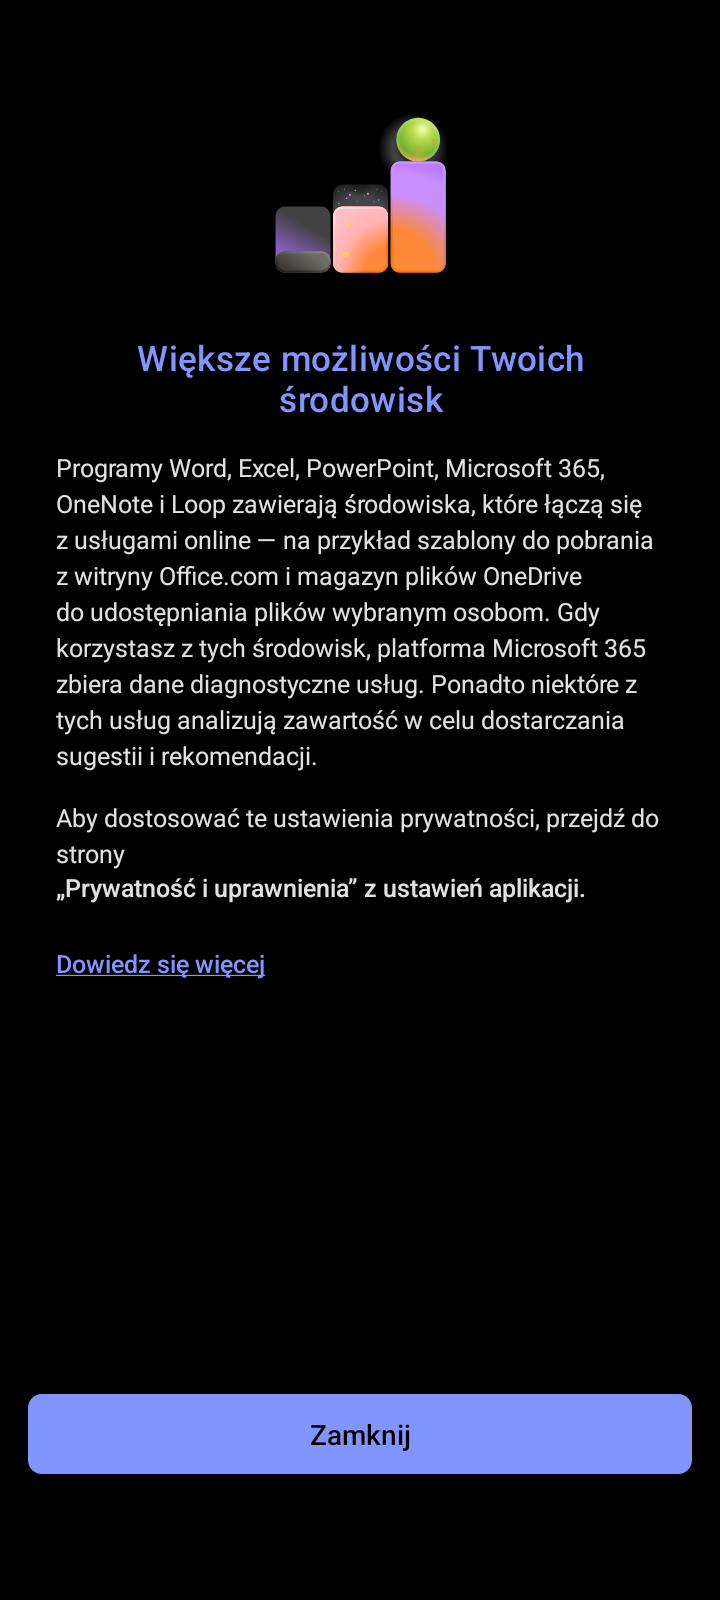 Większe możliwości Twoich
środowisk
Programy Word, Excel, PowerPoint, Microsoft 365,
OneNote i Loop zawierają środowiska, które łączą się
z usługami online — na przykład szablony do pobrania
z witryny Office.com i magazyn plików OneDrive
do udostępniania plików wybranym osobom. Gdy
korzystasz z tych środowisk, platforma Microsoft 365
zbiera dane diagnostyczne usług. Ponadto niektóre z
tych usług analizują zawartość w celu dostarczania
sugestii i rekomendacji.
Aby dostosować te ustawienia prywatności, przejdź do
strony
„Prywatność i uprawnienia” z ustawień aplikacji.
Dowiedz się więcej
Zamknij